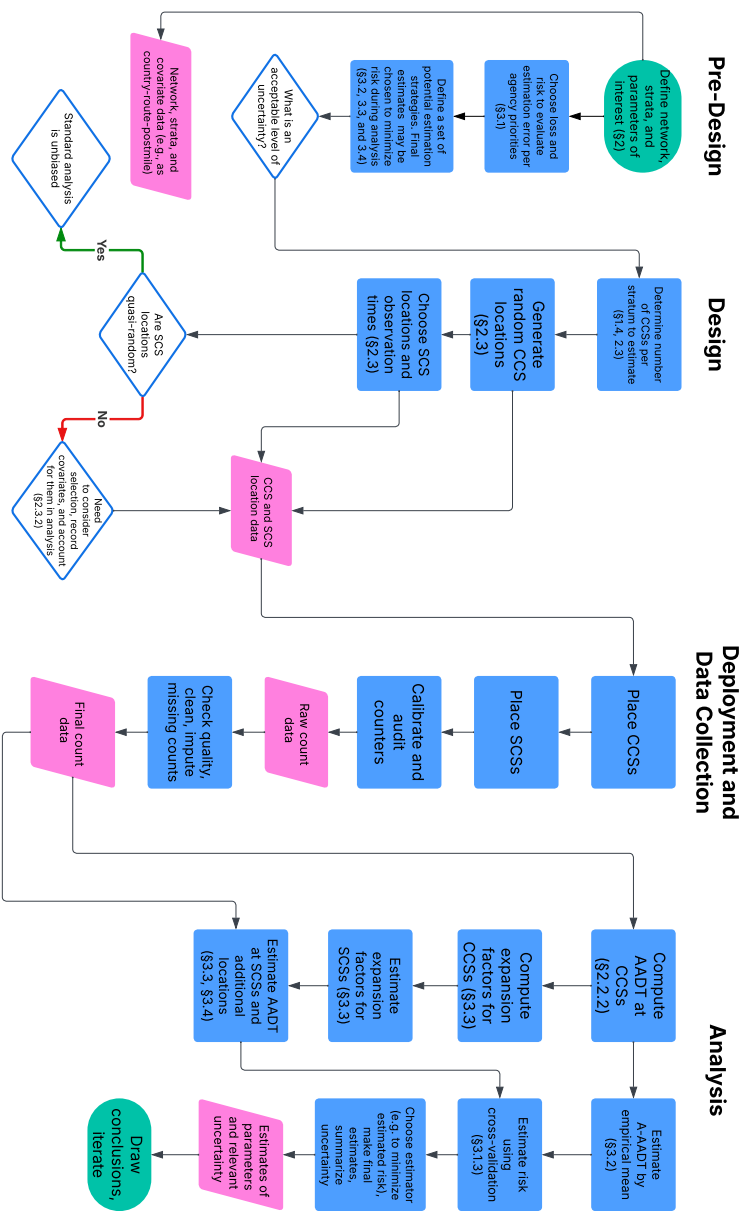 Pre-Design
Define network,
strata, and
parameters of
interest (§2)
Choose loss and
risk to evaluate
estimation error per
agency priorities
(§3.1)
Define a set of
potential estimation
strategies. Final
estimates may be
chosen to minimize
risk during analysis
(§3.2, 3.3, and 3.4)
What is an
acceptable level of
uncertainty?
Network, strata, and
covariate data (e.g., as
country-route-postmile)
Design
Determine number
of CCSs per
stratum to estimate
(§1.4, 2.3)
Generate
random CCS
locations
(§2.3)
Choose SCS
locations and
observation
times (§2.3)
Are SCS
locations
quasi-random?
Yes
Standard analysis
is unbiased
No
Need
to consider
selection, record
covariates, and account
for them in analysis
(§2.3.2)
CCS and SCS
location data
Deployment and
Data Collection
Place CCSs
Place SCSs
Calibrate and
audit
counters
Raw count
data
Check quality,
clean, impute
missing counts
Final count
data
Analysis
Compute
AADT at
CCSs
(§2.2.2)
Compute
expansion
factors for
CCSs (§3.3)
Estimate
expansion
factors for
SCSs (§3.3)
Estimate AADT
at SCSs and
additional
locations
(§3.3, §3.4)
Estimate
A-AADT by
empirical mean
(§3.2)
Estimate risk
using
cross-validation
(§3.1.3)
Choose estimator
(e.g. to minimize
estimated risk),
make final
estimates,
summarize
uncertainty
Estimates of
parameters
and relevant
uncertainty
Draw
conclusions,
iterate